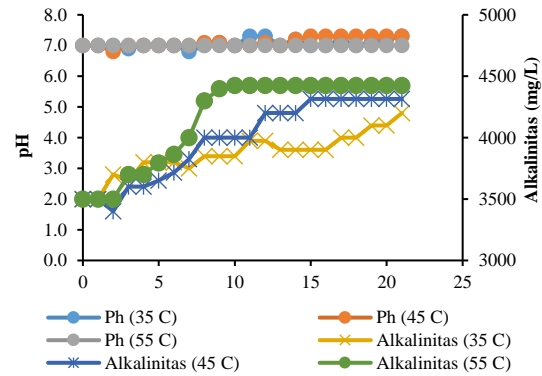 8.0 5000
7.0
6.0 4500
5.0
pH 4.0 4000 Alkalinitas (mg/L)
3.0
2.0 3500
1.0
0.0 3000
0 5 10 15 20 25
Ph (35 C) Ph (45 C)
Ph (55 C) Alkalinitas (35 C)
Alkalinitas (45 C) Alkalinitas (55 C)